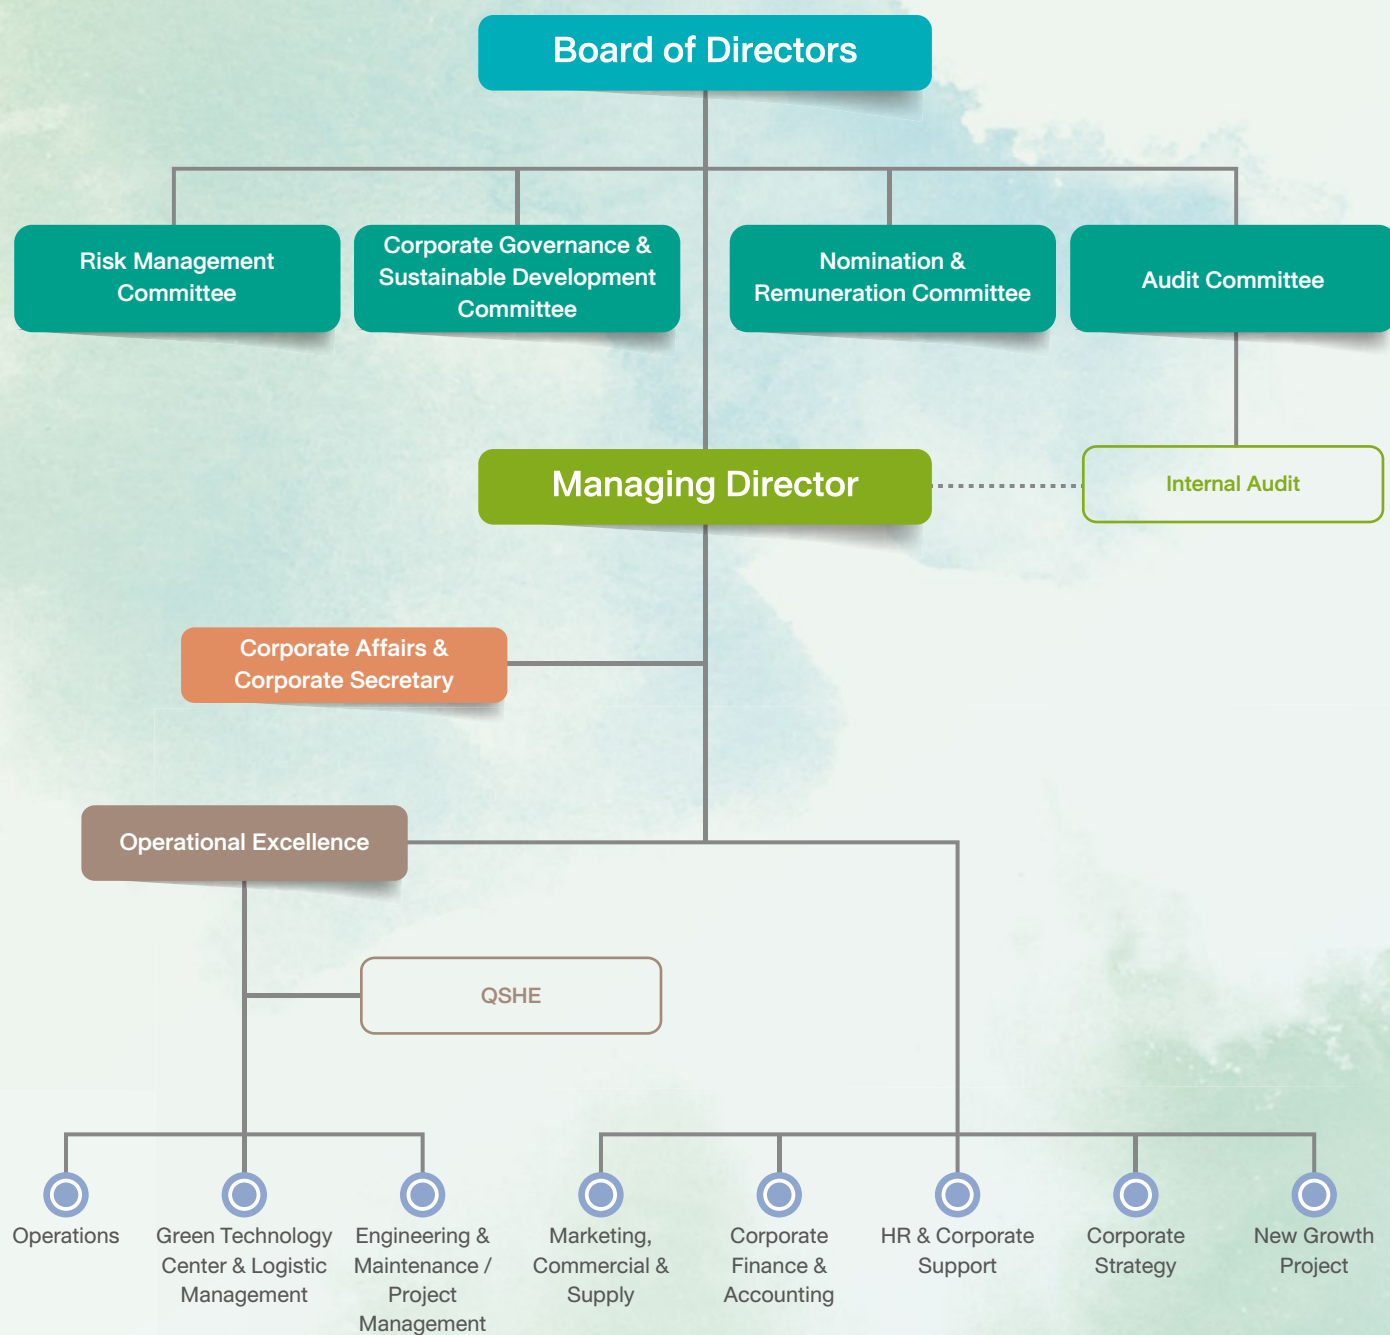 Board of Directors
Risk Management
Committee
Corporate Governance &
Sustainable Development
Committee
Nomination &
Remuneration Committee
Audit Committee
Managing Director
Internal Audit
Corporate Affairs &
Corporate Secretary
Operational Excellence
QSHE
Operations
Green Technology
Center & Logistic
Management
Engineering &
Maintenance /
Project
Management
Marketing,
Commercial &
Supply
Corporate
Finance &
Accounting
HR & Corporate
Support
Corporate
Strategy
New Growth
Project